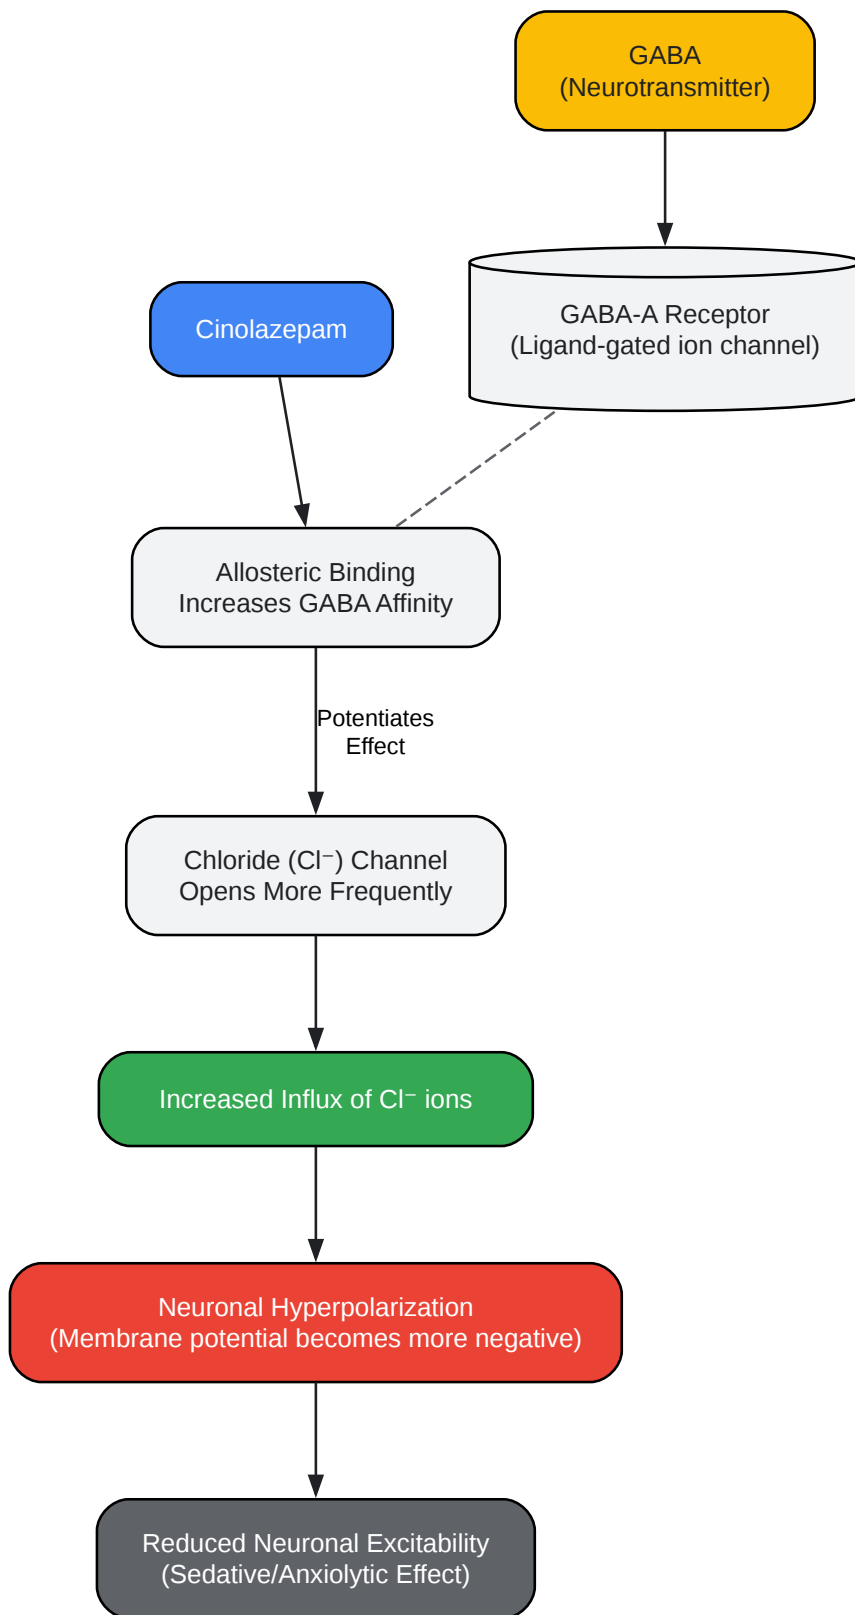 GABA
(Neurotransmitter)
GABA-A Receptor
(Ligand-gated ion channel)
Cinolazepam
Allosteric Binding
Increases GABA Affinity
Potentiates
Effect
Chloride (Cl⁻) Channel
Opens More Frequently
Increased Influx of Cl⁻ ions
Neuronal Hyperpolarization
(Membrane potential becomes more negative)
Reduced Neuronal Excitability
(Sedative/Anxiolytic Effect)